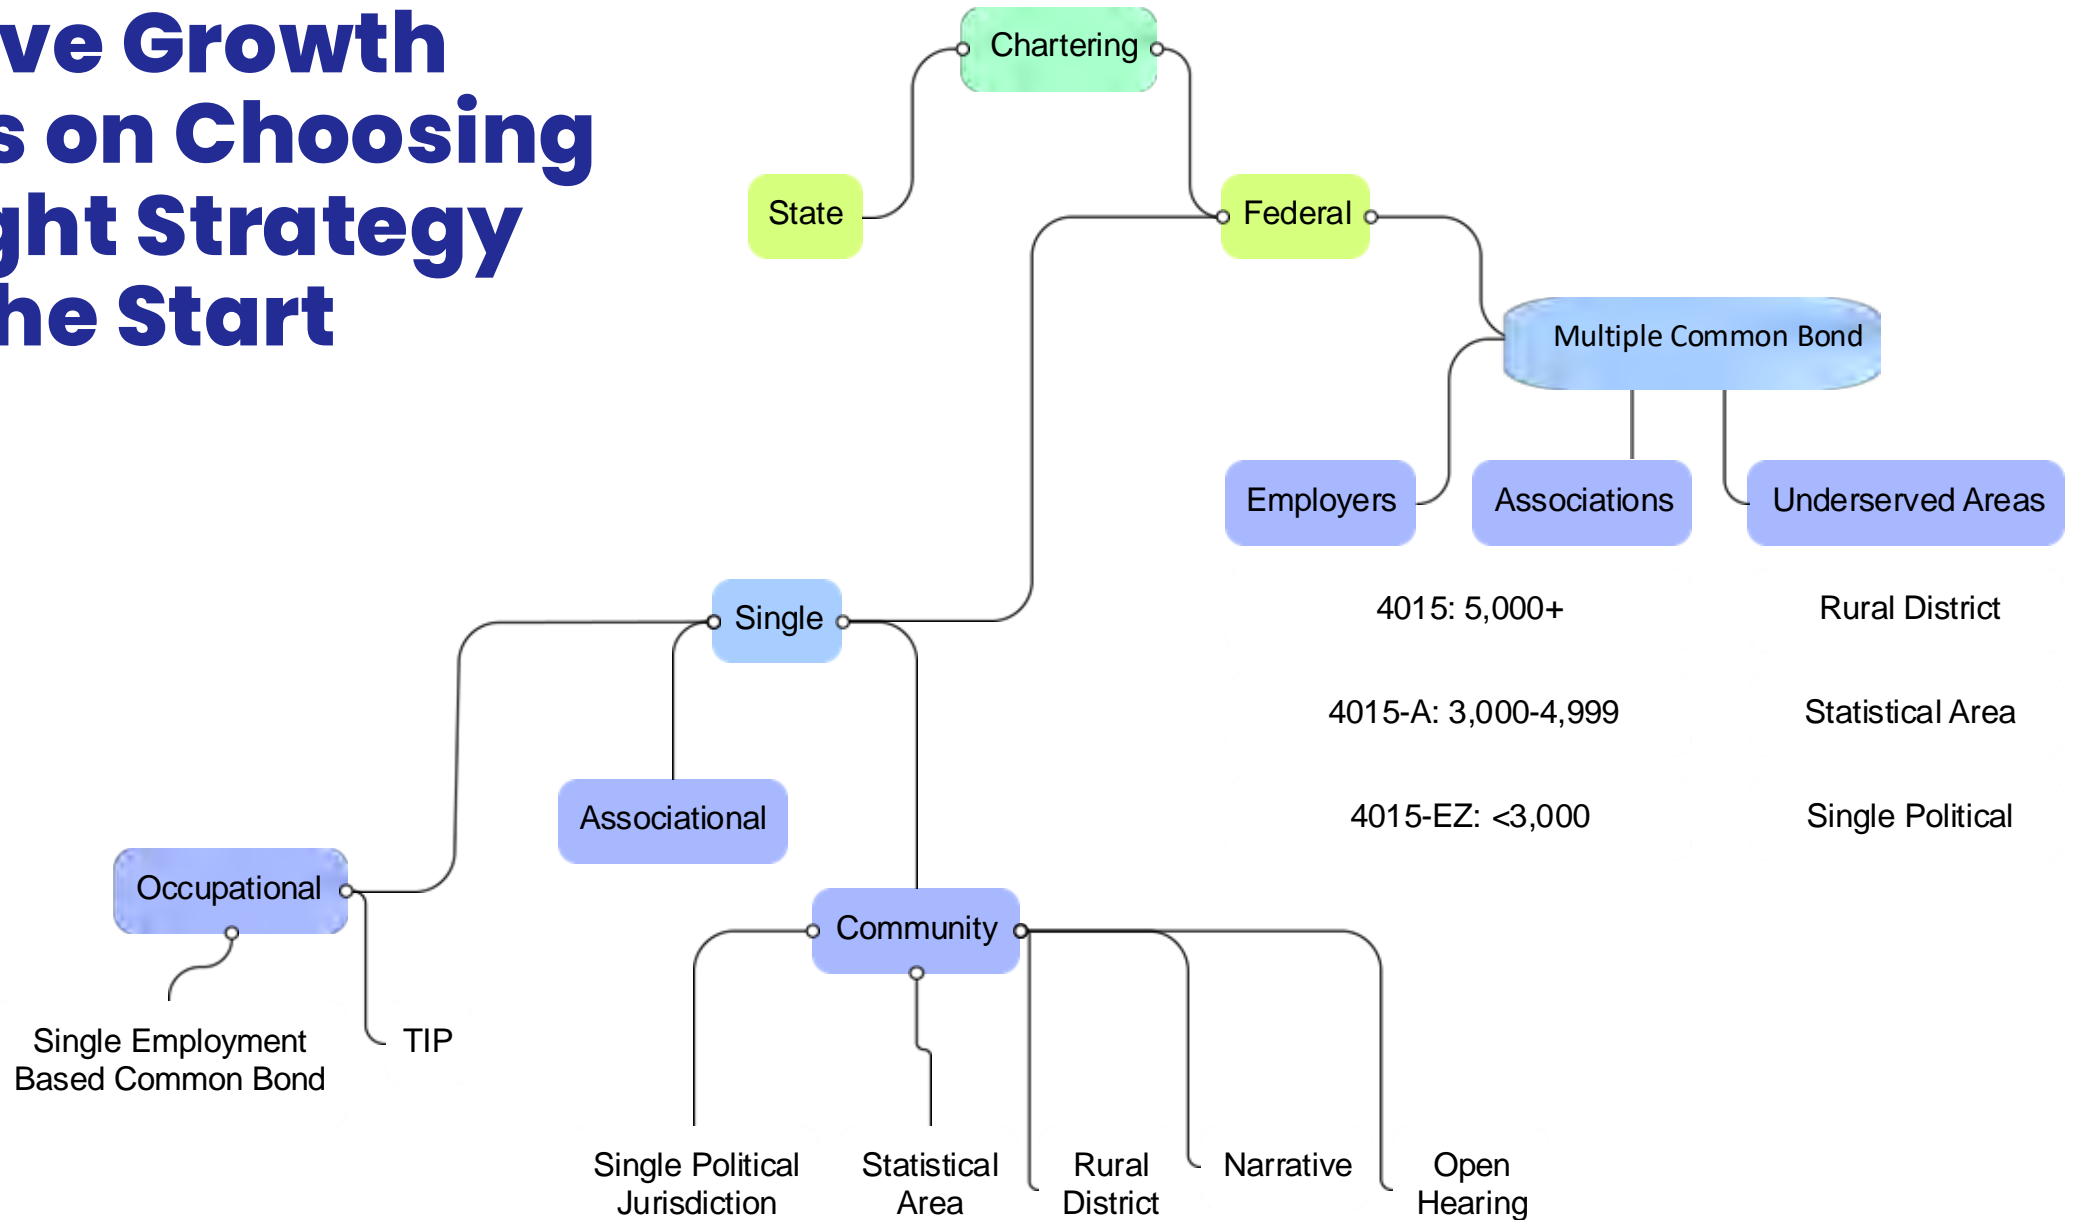 ve Growth
s on Choosing
ght Strategy
he Start
Chartering
State
Federal
Multiple Common Bond
Employers
Associations
Underserved Areas
4015: 5,000+
Rural District
4015-A: 3,000-4,999
Statistical Area
4015-EZ: <3,000
Single Political
Single
Associational
Occupational
Community
Single Employment
Based Common Bond
TIP
Single Political
Jurisdiction
Statistical
Area
Rural
District
Narrative
Open
Hearing